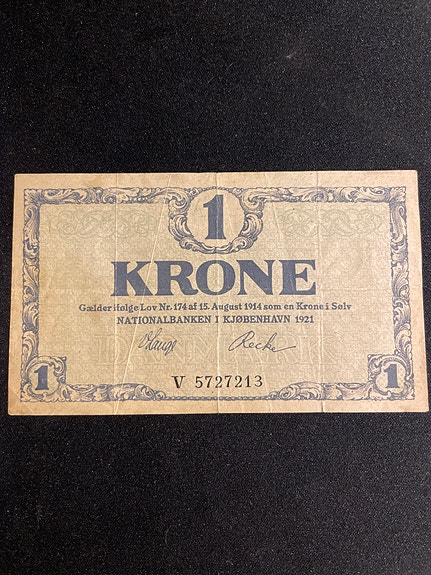 1
KRONE
Gælder ifølge Lov Nr. 174 af 15. August 1914 som en Krone i Sølv
NATIONALBANKEN I KJØBENHAVN 1921
V 5727213
1
1